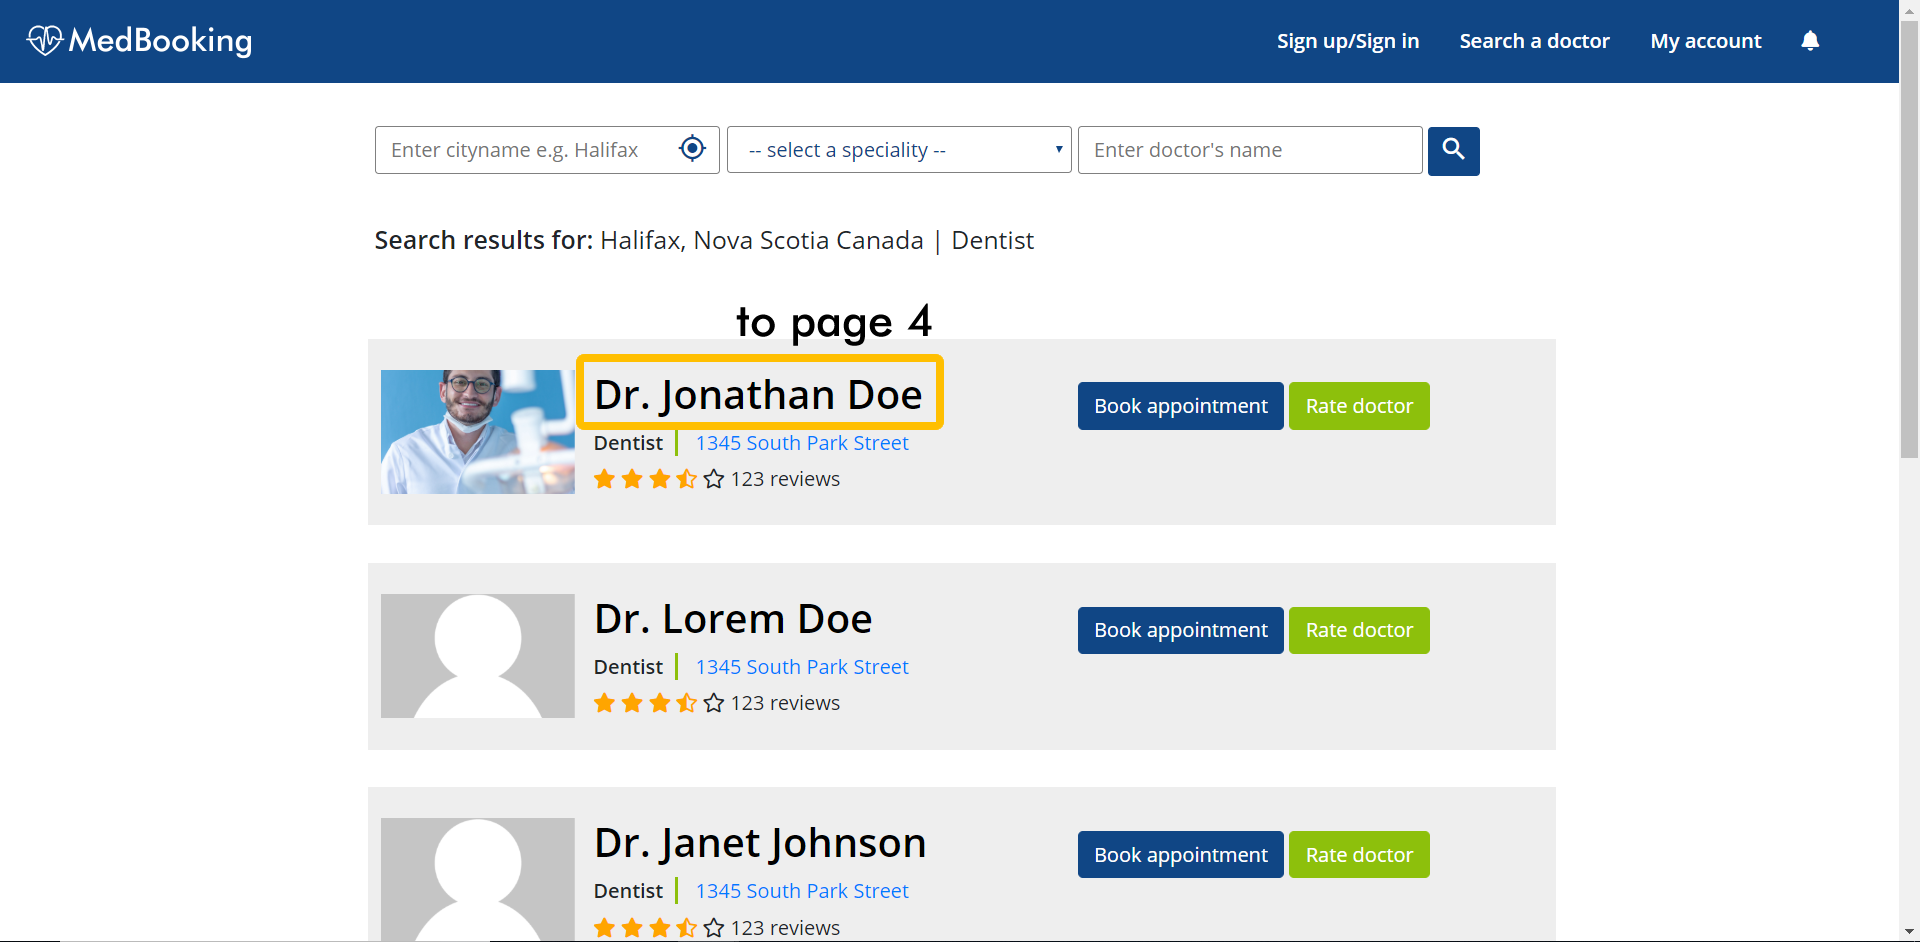 MedBooking
Sign up/Sign in Search a doctor My account
Enter cityname e.g. Halifax -- select a speciality -- Enter doctor's name
Search results for: Halifax, Nova Scotia Canada | Dentist
to page 4
Dr. Jonathan Doe
Book appointment Rate doctor
Dentist 1345 South Park Street
123 reviews
Dr. Lorem Doe
Book appointment Rate doctor
Dentist 1345 South Park Street
123 reviews
Dr. Janet Johnson
Book appointment Rate doctor
Dentist 1345 South Park Street
123 reviews